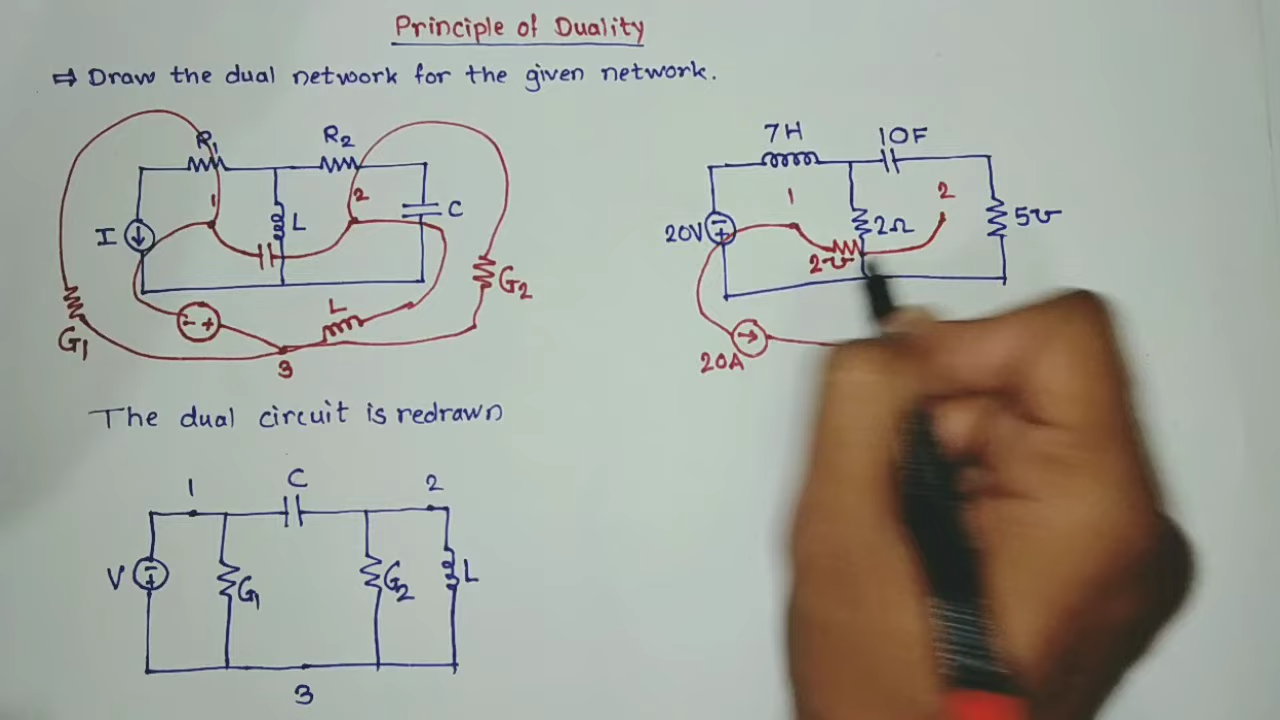 Principle of Duality
⇒ Draw the dual network for the given network.
R1 R2
1 2
I L C
G1 - + L G2
3
7H 10F
1 2
20V - + 2Ω 5℧
2℧
20A
The dual circuit is redrawn
1 C 2
V - + G1 G2 L
3